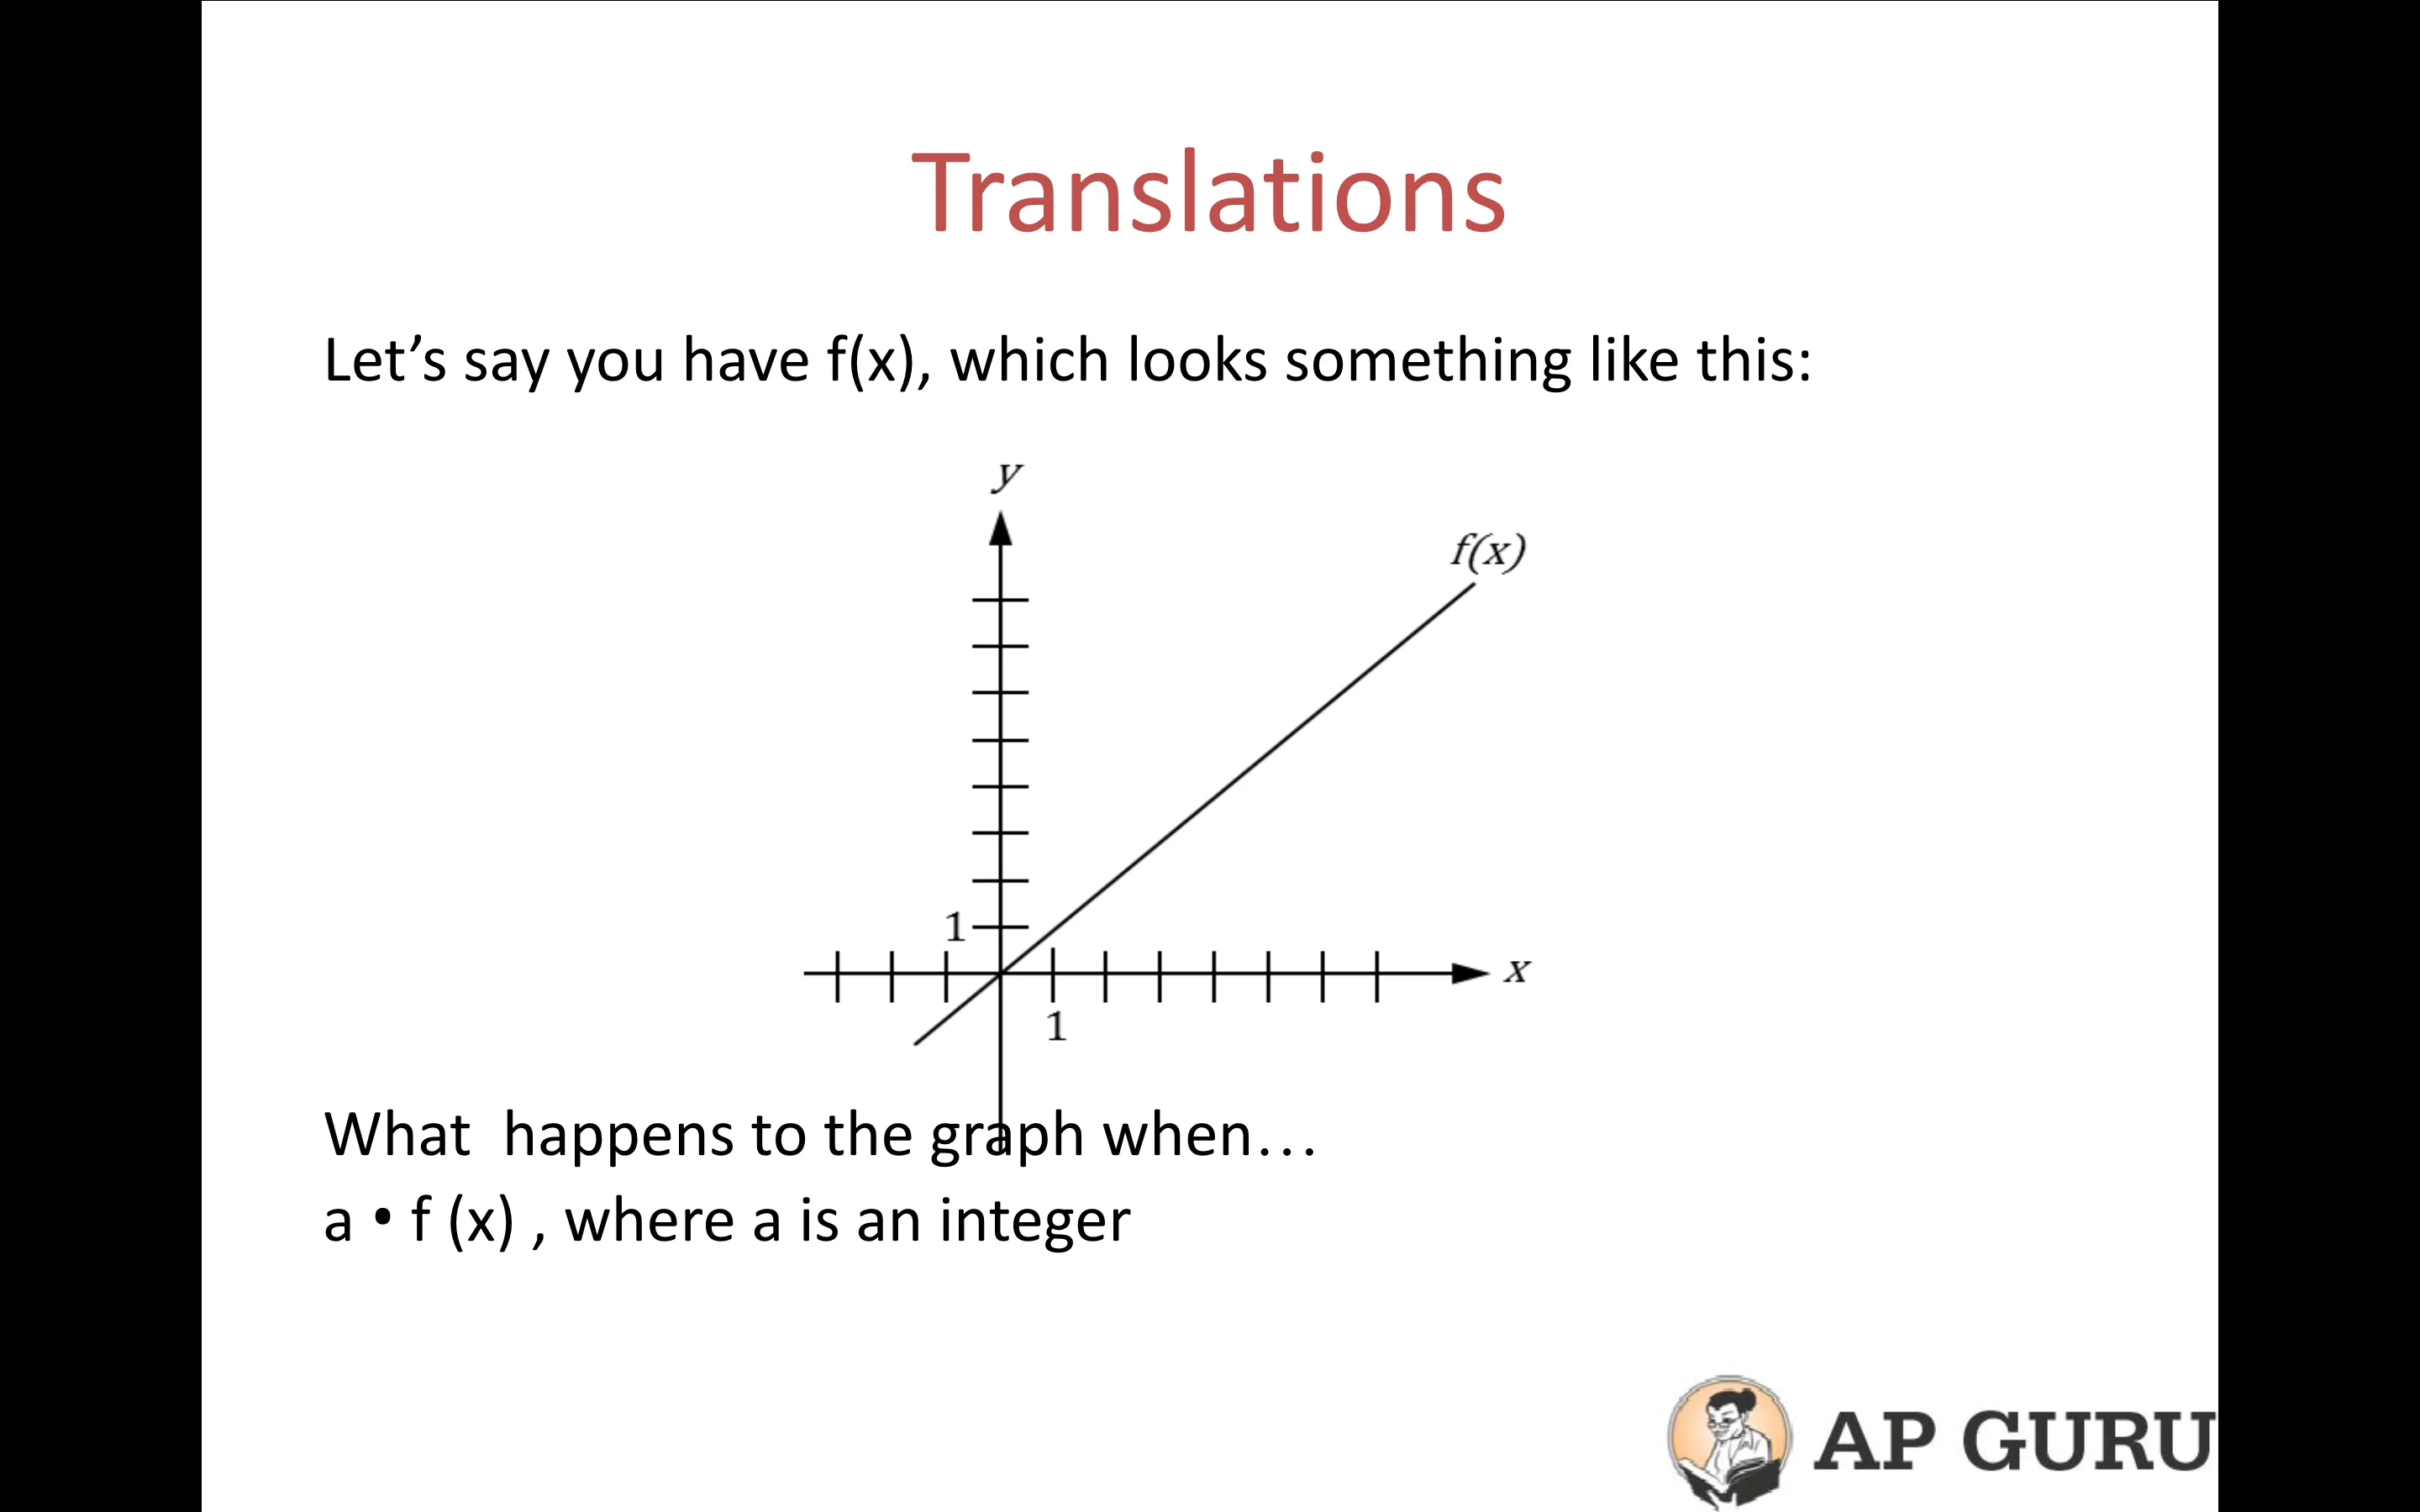 Translations
Let’s say you have f(x), which looks something like this:
y
f(x)
1
x
1
What  happens to the graph when…
a • f (x) , where a is an integer
AP GURU